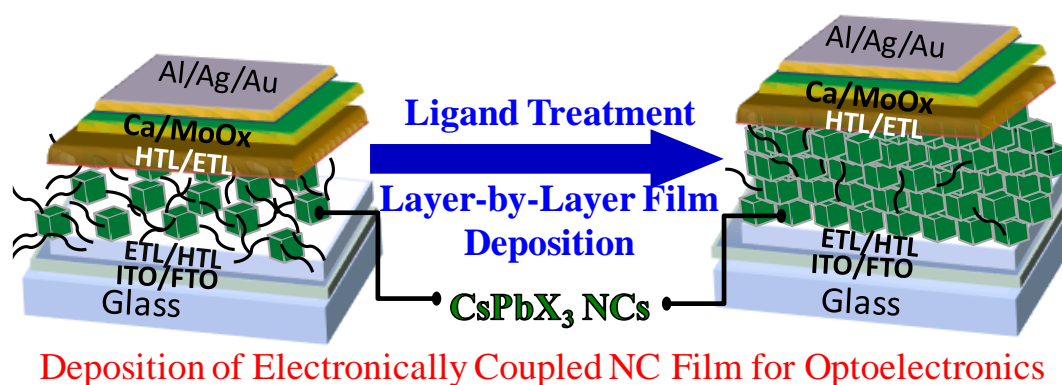 Al/Ag/Au
Ca/MoOx
HTL/ETL
ETL/HTL
ITO/FTO
Glass
Ligand Treatment
Layer-by-Layer Film
Deposition
CsPbX₃ NCs
Al/Ag/Au
Ca/MoOx
HTL/ETL
ETL/HTL
ITO/FTO
Glass
Deposition of Electronically Coupled NC Film for Optoelectronics